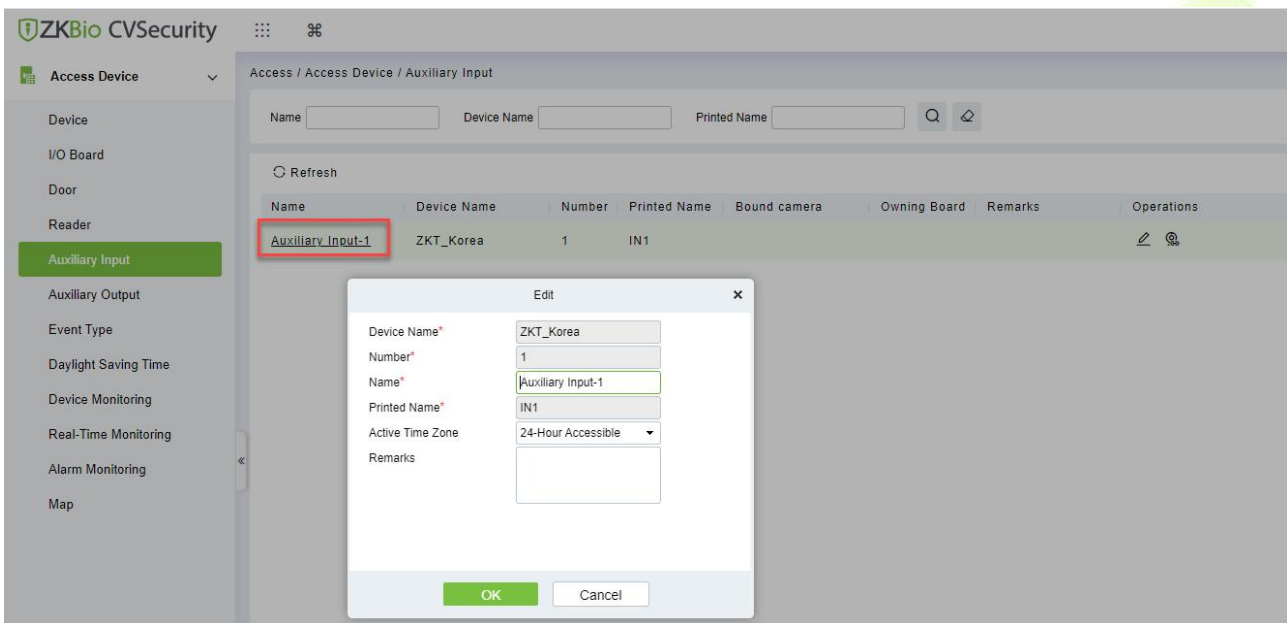 ZKBio CVSecurity
Access Device
Device
I/O Board
Door
Reader
Auxiliary Input
Auxiliary Output
Event Type
Daylight Saving Time
Device Monitoring
Real-Time Monitoring
Alarm Monitoring
Map
Access / Access Device / Auxiliary Input
Name Device Name Printed Name
Refresh
Name Device Name Number Printed Name Bound camera Owning Board Remarks Operations
Auxiliary Input-1 ZKT_Korea 1 IN1
Edit
Device Name* ZKT_Korea
Number* 1
Name* Auxiliary Input-1
Printed Name* IN1
Active Time Zone 24-Hour Accessible
Remarks
OK Cancel